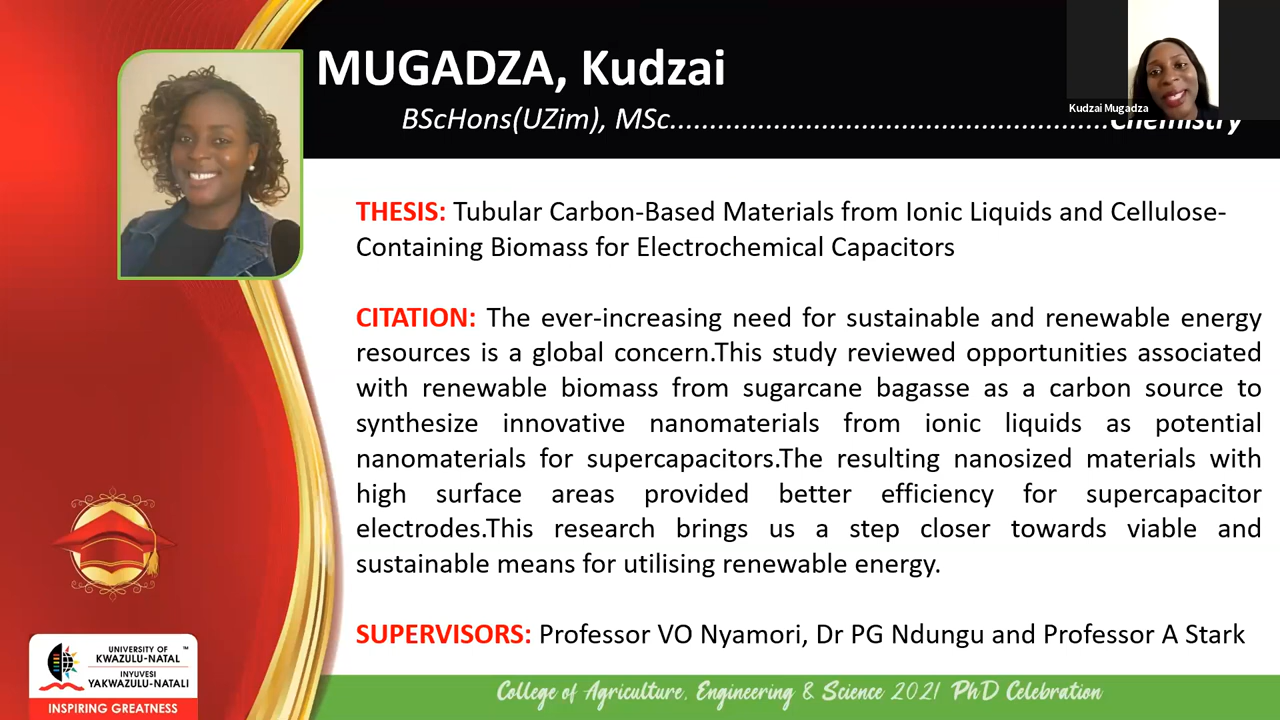 MUGADZA, Kudzai
BScHons(UZim), MSc..............................................Chemistry
Kudzai Mugadza
THESIS: Tubular Carbon-Based Materials from Ionic Liquids and Cellulose-
Containing Biomass for Electrochemical Capacitors
CITATION: The ever-increasing need for sustainable and renewable energy
resources is a global concern.This study reviewed opportunities associated
with renewable biomass from sugarcane bagasse as a carbon source to
synthesize innovative nanomaterials from ionic liquids as potential
nanomaterials for supercapacitors.The resulting nanosized materials with
high surface areas provided better efficiency for supercapacitor
electrodes.This research brings us a step closer towards viable and
sustainable means for utilising renewable energy.
SUPERVISORS: Professor VO Nyamori, Dr PG Ndungu and Professor A Stark
UNIVERSITY OF ™
KWAZULU-NATAL
INYUVESI
YAKWAZULU-NATALI
INSPIRING GREATNESS
College of Agriculture, Engineering & Science 2021 PhD Celebration